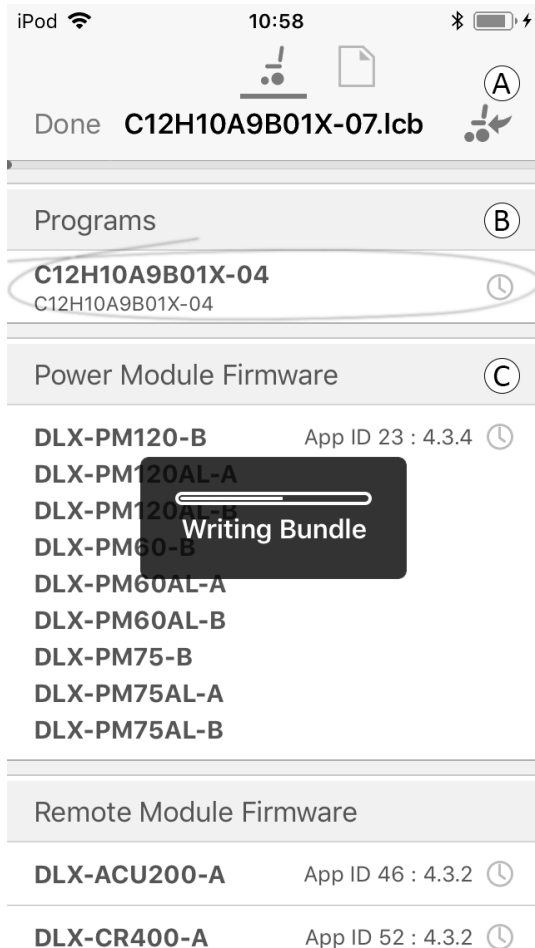 iPod 10:58
A
Done C12H10A9B01X-07.lcb
Programs B
C12H10A9B01X-04
C12H10A9B01X-04
Power Module Firmware C
DLX-PM120-B App ID 23 : 4.3.4
DLX-PM120AL-A
DLX-PM120AL-B
Writing Bundle
DLX-PM60-B
DLX-PM60AL-A
DLX-PM60AL-B
DLX-PM75-B
DLX-PM75AL-A
DLX-PM75AL-B
Remote Module Firmware
DLX-ACU200-A App ID 46 : 4.3.2
DLX-CR400-A App ID 52 : 4.3.2